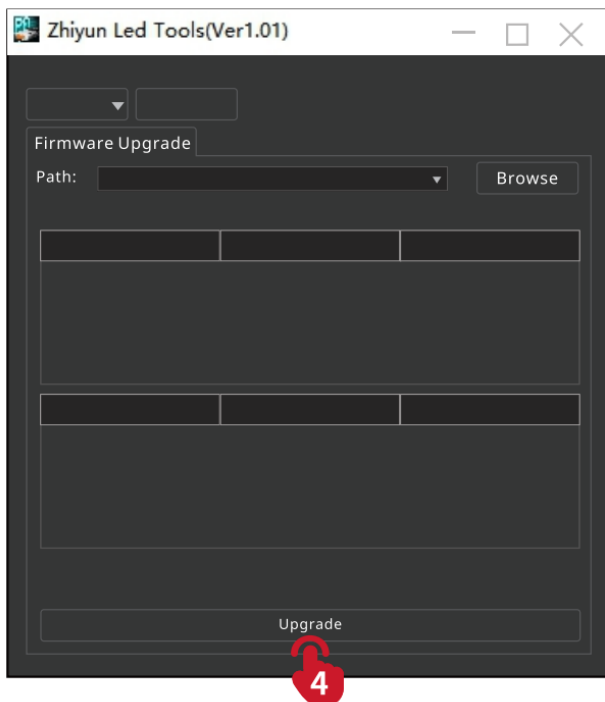 Zhiyun Led Tools(Ver1.01)
Firmware Upgrade
Path:
Browse
Upgrade
4